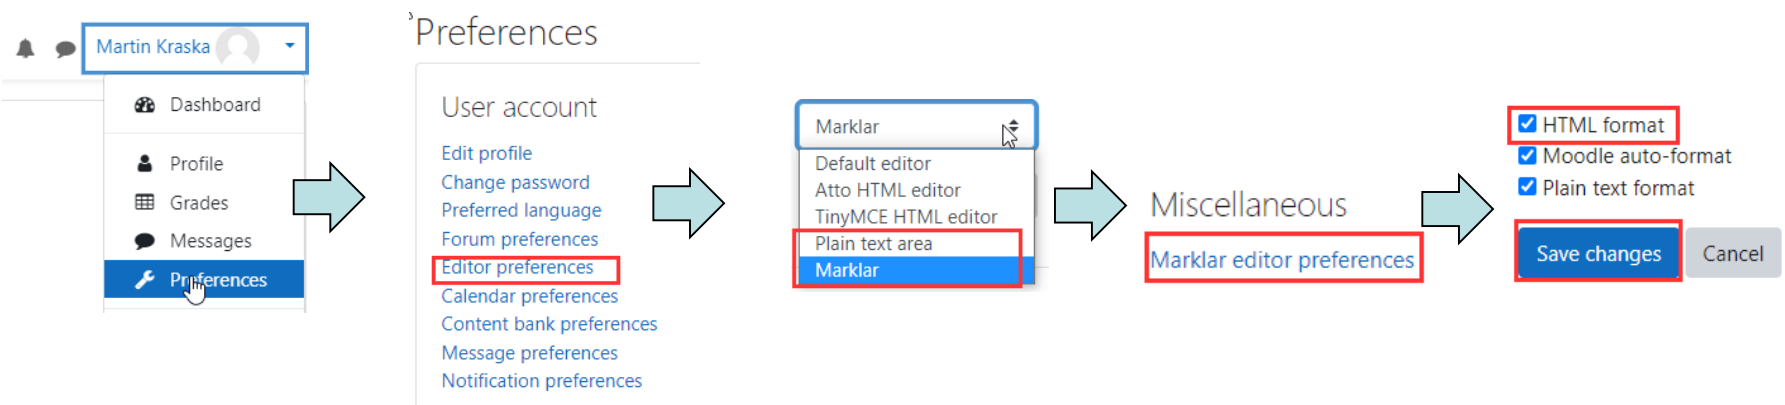 Martin Kraska
Dashboard
Profile
Grades
Messages
Preferences
Preferences
User account
Edit profile
Change password
Preferred language
Forum preferences
Editor preferences
Calendar preferences
Content bank preferences
Message preferences
Notification preferences
Marklar
Default editor
Atto HTML editor
TinyMCE HTML editor
Plain text area
Marklar
Miscellaneous
Marklar editor preferences
HTML format
Moodle auto-format
Plain text format
Save changes
Cancel